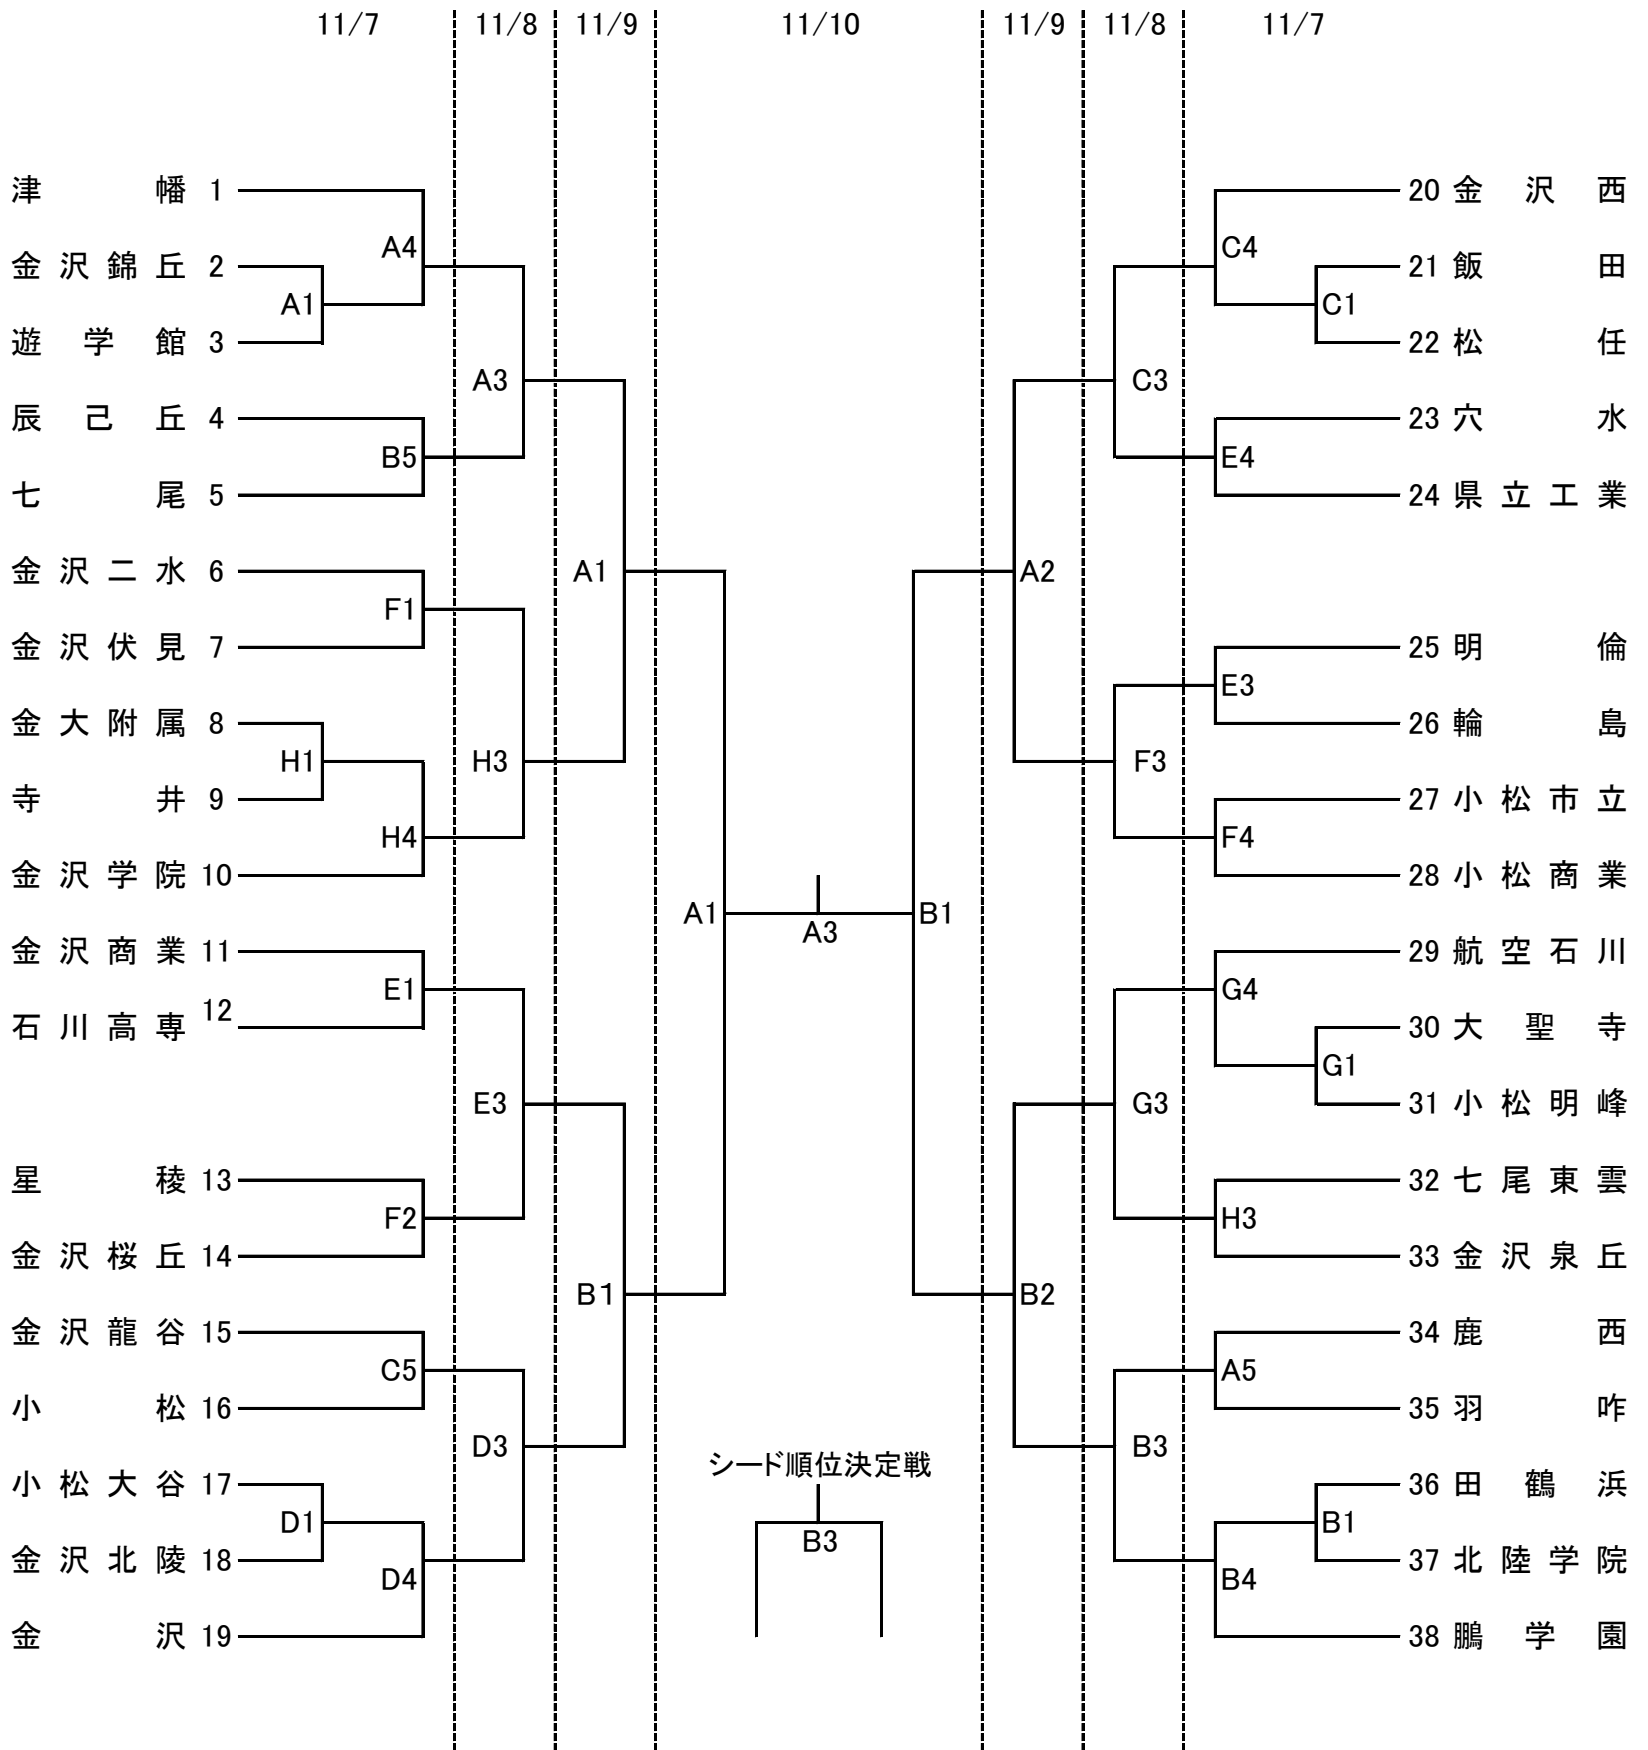 11/7 11/8 11/9 11/10 11/9 11/8 11/7
津幡 1 20 金沢西
A4 C4
金沢錦丘 2 21 飯田
A1 C1
遊学館 3 22 松任
A3 C3
辰己丘 4 23 穴水
B5 E4
七尾 5 24 県立工業
金沢二水 6 A1 A2
F1
金沢伏見 7 25 明倫
E3
金大附属 8 26 輪島
H1 H3 F3
寺井 9 27 小松市立
H4 F4
金沢学院 10 28 小松商業
A1 A3 B1
金沢商業 11 29 航空石川
E1 G4
石川高専 12 30 大聖寺
G1
E3 G3 31 小松明峰
星稜 13 32 七尾東雲
F2 H3
金沢桜丘 14 33 金沢泉丘
B1 B2
金沢龍谷 15 34 鹿西
C5 A5
小松 16 35 羽咋
D3 B3
シード順位決定戦
小松大谷 17 36 田鶴浜
D1 B3 B1
金沢北陵 18 37 北陸学院
D4 B4
金沢 19 38 鵬学園